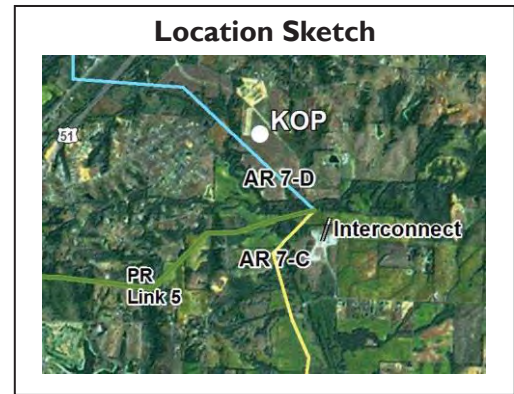 Location Sketch
KOP
51
AR 7-D
Interconnect
AR 7-C
PR
Link 5